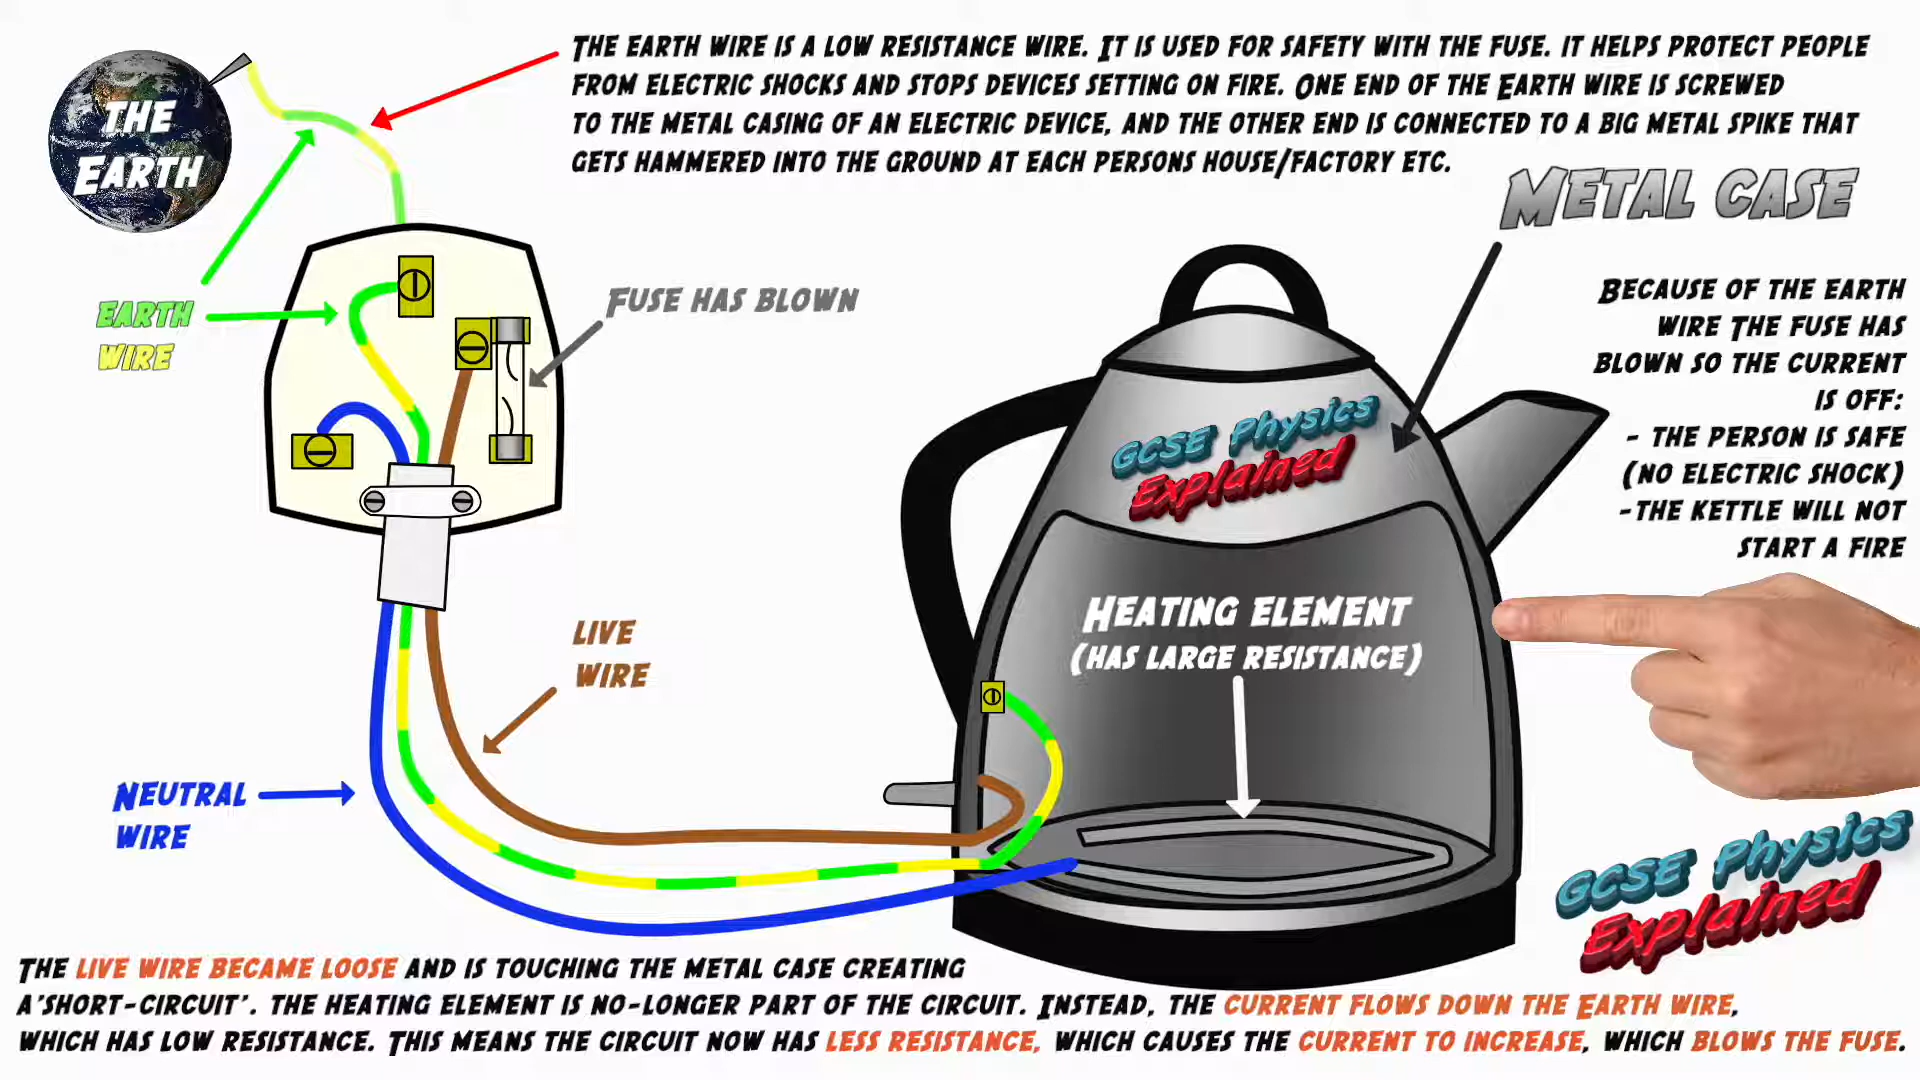 THE EARTH WIRE IS A LOW RESISTANCE WIRE. IT IS USED FOR SAFETY WITH THE FUSE. IT HELPS PROTECT PEOPLE
FROM ELECTRIC SHOCKS AND STOPS DEVICES SETTING ON FIRE. ONE END OF THE EARTH WIRE IS SCREWED
TO THE METAL CASING OF AN ELECTRIC DEVICE, AND THE OTHER END IS CONNECTED TO A BIG METAL SPIKE THAT
GETS HAMMERED INTO THE GROUND AT EACH PERSONS HOUSE/FACTORY ETC.
THE
EARTH
METAL CASE
EARTH
WIRE
FUSE HAS BLOWN
BECAUSE OF THE EARTH
WIRE THE FUSE HAS
BLOWN SO THE CURRENT
IS OFF:
- THE PERSON IS SAFE
(NO ELECTRIC SHOCK)
-THE KETTLE WILL NOT
START A FIRE
GCSE Physics
Explained
HEATING ELEMENT
(HAS LARGE RESISTANCE)
LIVE
WIRE
NEUTRAL
WIRE
GCSE Physics
Explained
THE LIVE WIRE BECAME LOOSE AND IS TOUCHING THE METAL CASE CREATING
A 'SHORT-CIRCUIT'. THE HEATING ELEMENT IS NO-LONGER PART OF THE CIRCUIT. INSTEAD, THE CURRENT FLOWS DOWN THE EARTH WIRE,
WHICH HAS LOW RESISTANCE. THIS MEANS THE CIRCUIT NOW HAS LESS RESISTANCE, WHICH CAUSES THE CURRENT TO INCREASE, WHICH BLOWS THE FUSE.